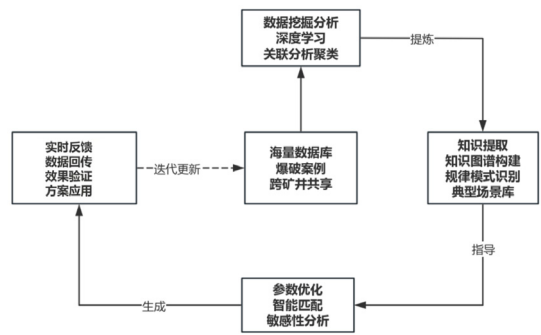 数据挖掘分析
深度学习
关联分析聚类
提炼
实时反馈
数据回传
效果验证
方案应用
迭代更新
海量数据库
爆破案例
跨矿井共享
知识提取
知识图谱构建
规律模式识别
典型场景库
指导
参数优化
智能匹配
敏感性分析
生成